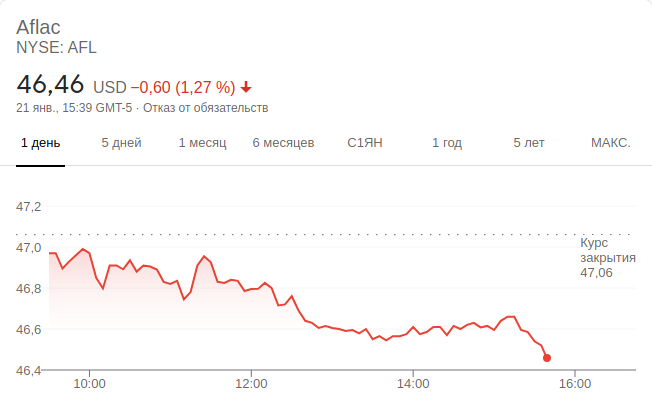 Aflac
NYSE: AFL
46,46 USD −0,60 (1,27 %)
21 янв., 15:39 GMT-5 · Отказ от обязательств
1 день 5 дней 1 месяц 6 месяцев С1ЯН 1 год 5 лет МАКС.
47,2
47,0
46,8
46,6
46,4
Курс
закрытия
47,06
10:00 12:00 14:00 16:00